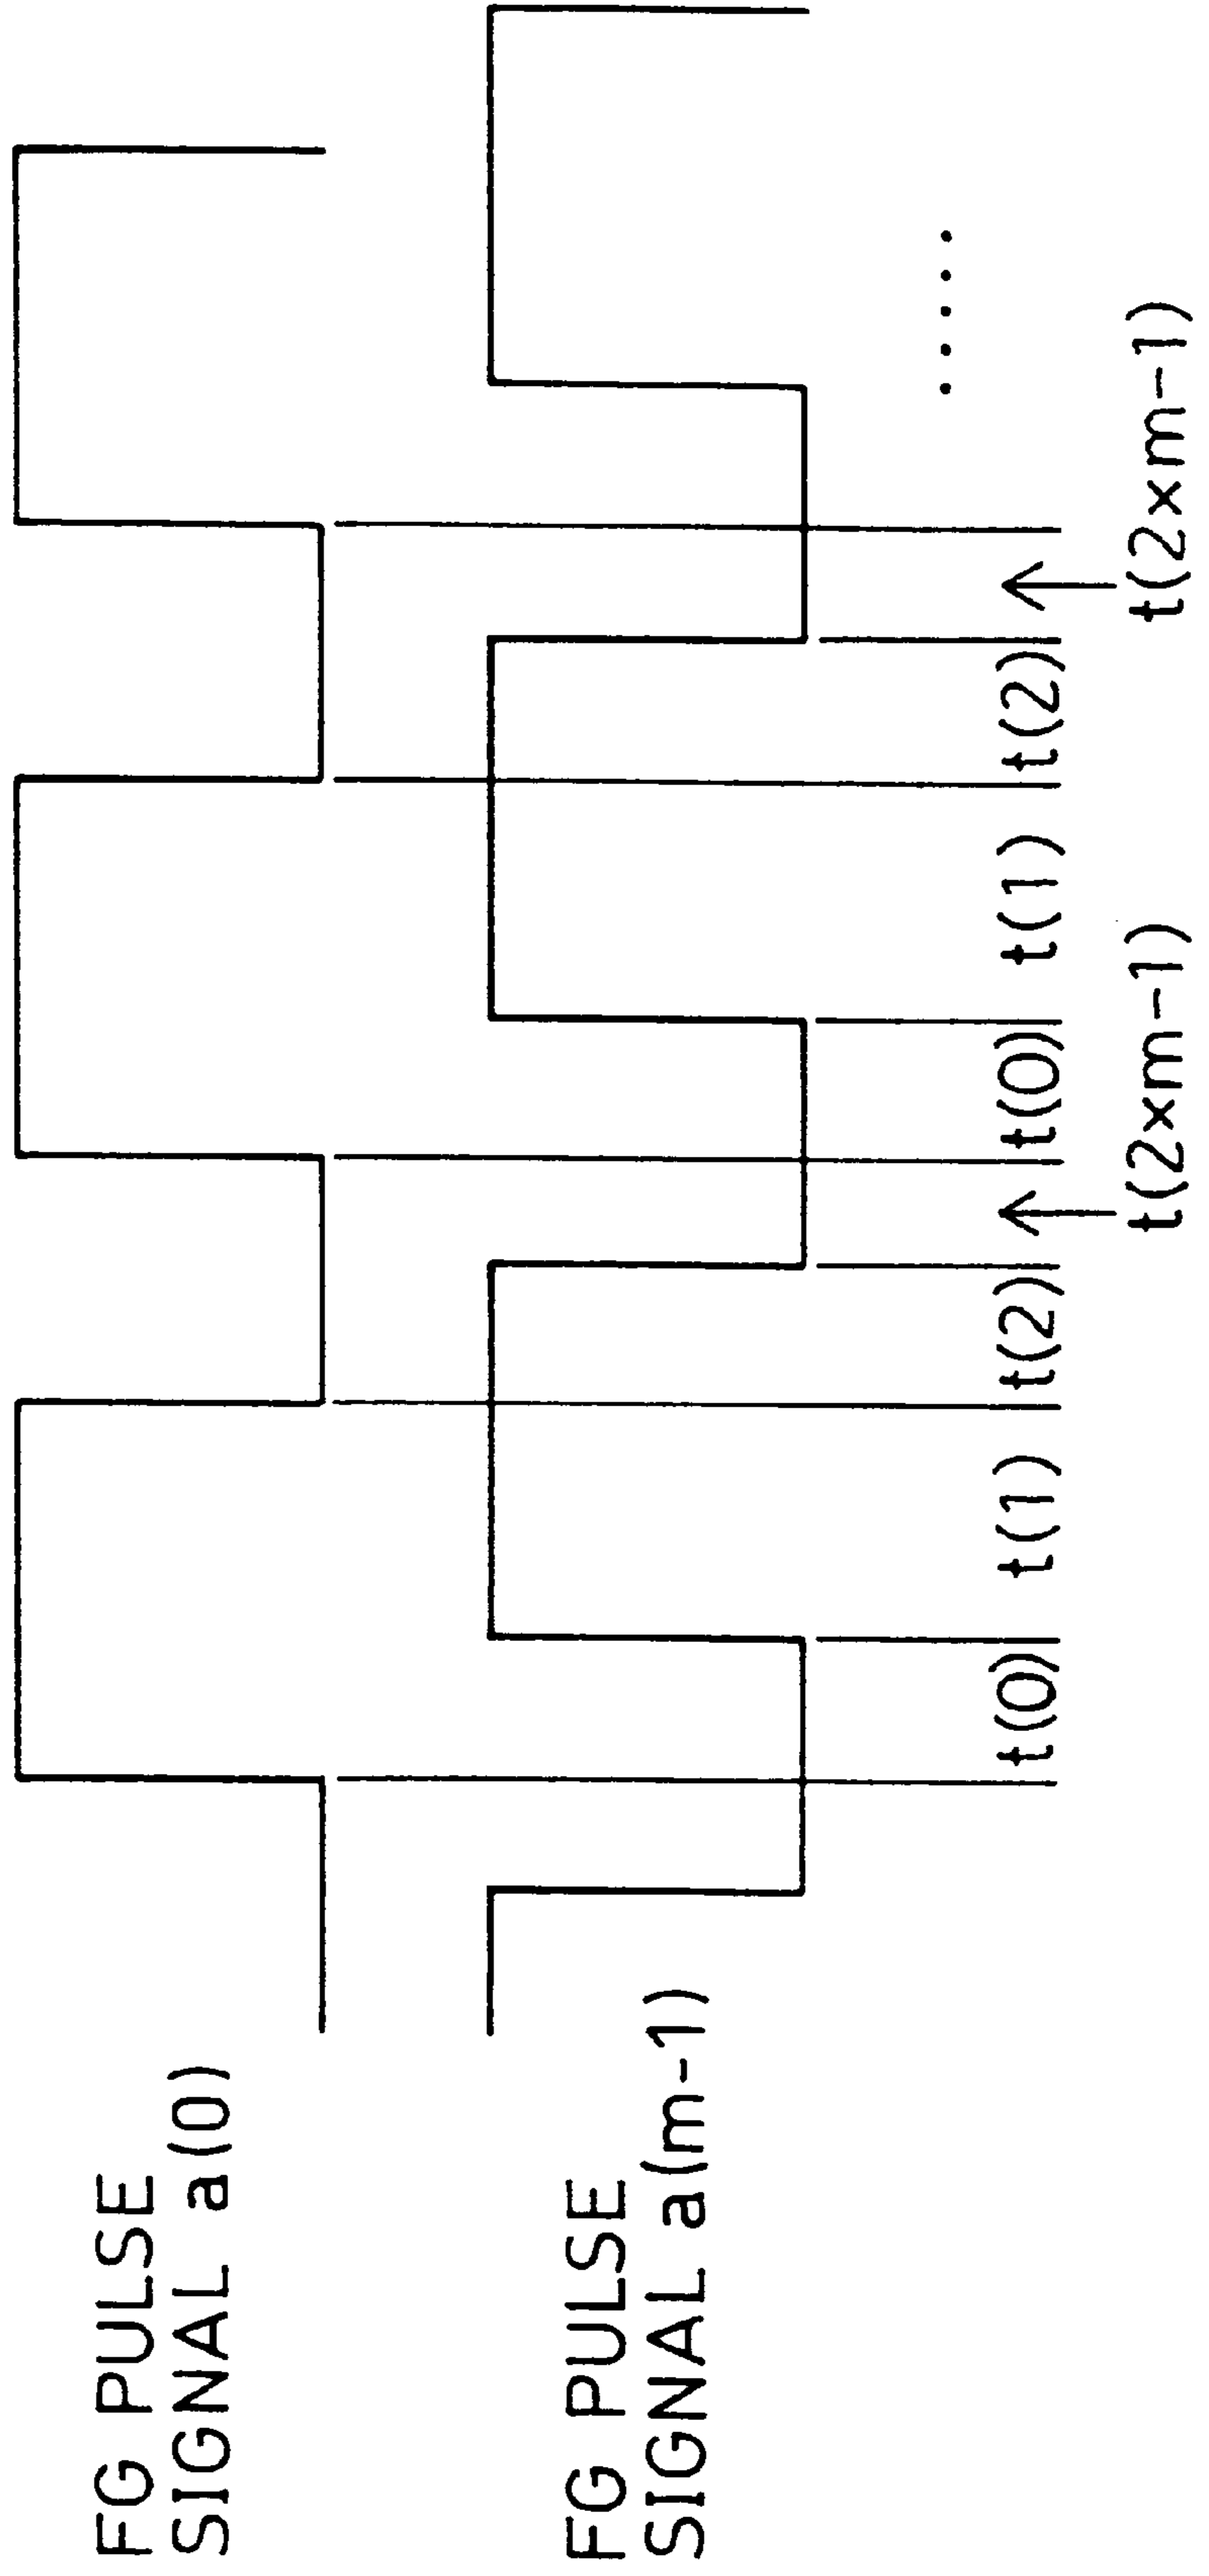 FG PULSE
SIGNAL a(0)
FG PULSE
SIGNAL a(m-1)
t(0) t(1) t(2) t(0) t(1) t(2) .....
t(2×m-1) t(2×m-1)